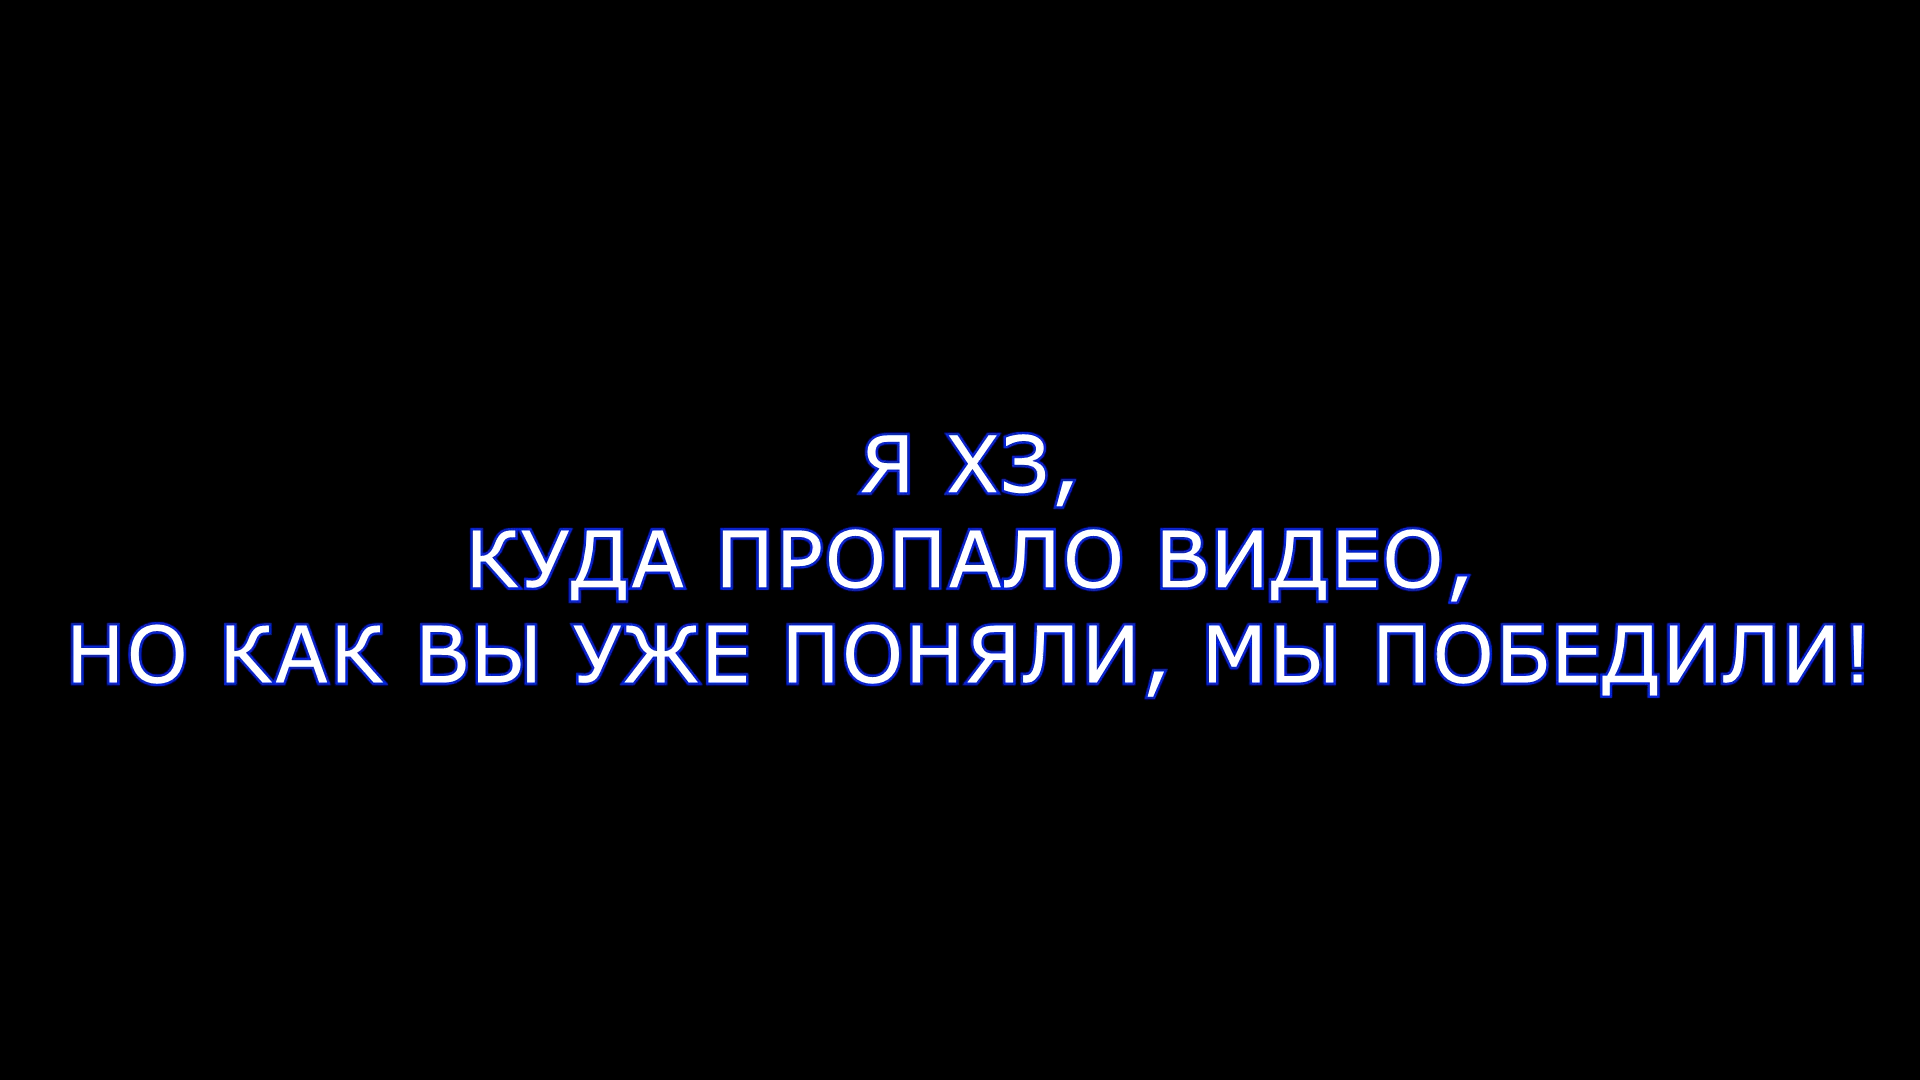 Я ХЗ,
КУДА ПРОПАЛО ВИДЕО,
НО КАК ВЫ УЖЕ ПОНЯЛИ, МЫ ПОБЕДИЛИ!